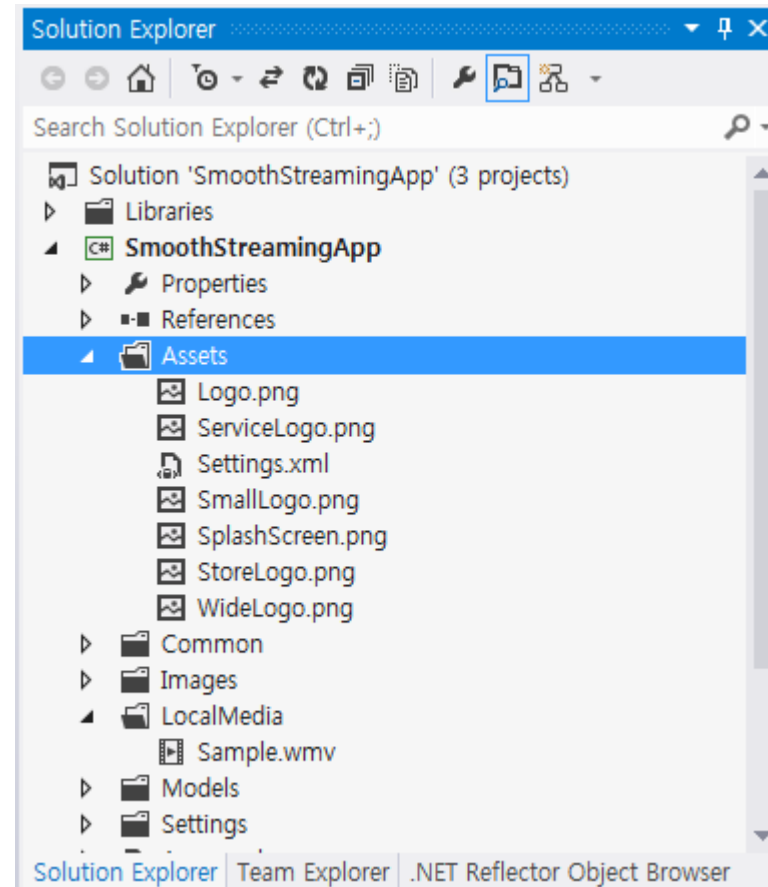 Solution Explorer
Search Solution Explorer (Ctrl+;)
Solution 'SmoothStreamingApp' (3 projects)
Libraries
C# SmoothStreamingApp
Properties
References
Assets
Logo.png
ServiceLogo.png
Settings.xml
SmallLogo.png
SplashScreen.png
StoreLogo.png
WideLogo.png
Common
Images
LocalMedia
Sample.wmv
Models
Settings
Solution Explorer Team Explorer .NET Reflector Object Browser